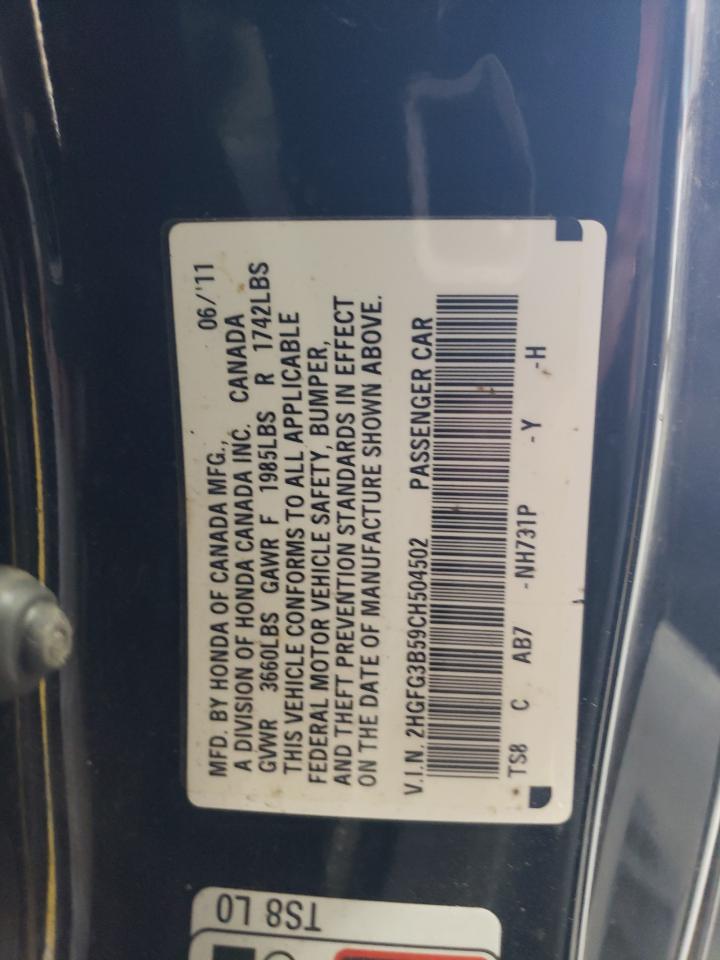 MFD. BY HONDA OF CANADA MFG., 06/'11
A DIVISION OF HONDA CANADA INC. CANADA
GVWR 3660LBS GAWR F 1985LBS R 1742LBS
THIS VEHICLE CONFORMS TO ALL APPLICABLE
FEDERAL MOTOR VEHICLE SAFETY, BUMPER,
AND THEFT PREVENTION STANDARDS IN EFFECT
ON THE DATE OF MANUFACTURE SHOWN ABOVE.
V.I.N. 2HGFG3B59CH504502 PASSENGER CAR
TS8 C AB7 -NH731P -Y -H
TS8 L0